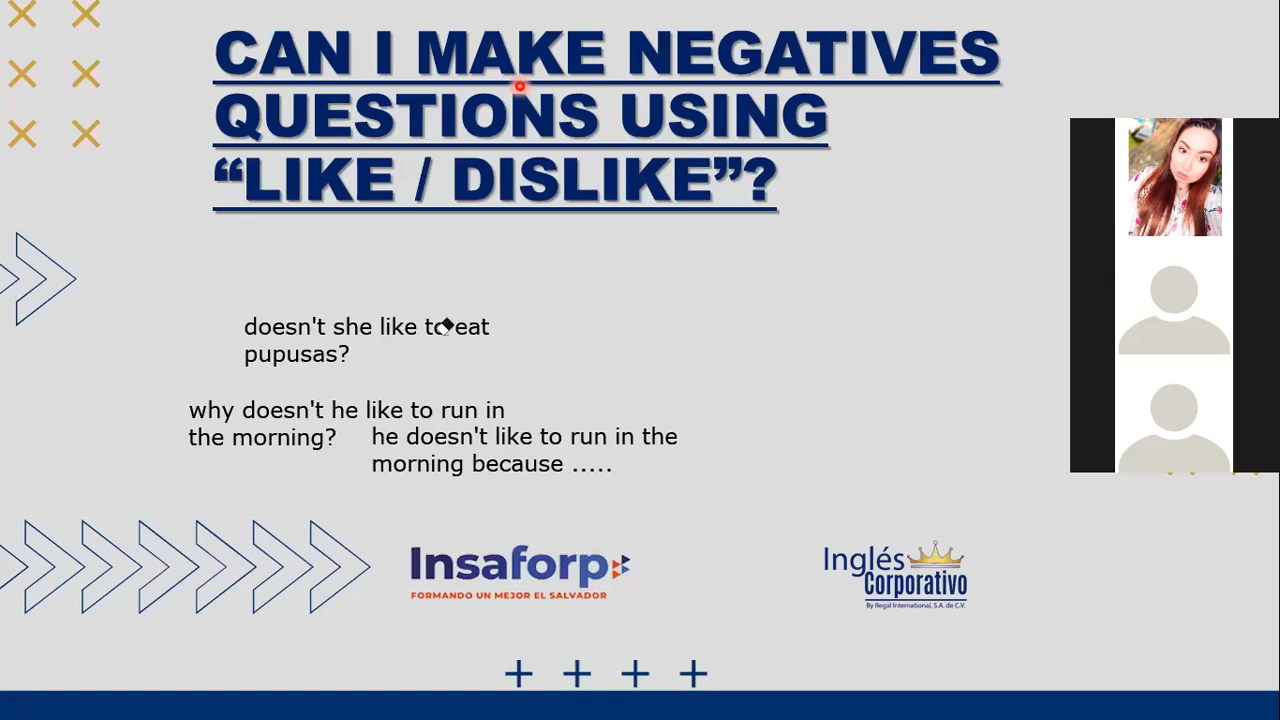 CAN I MAKE NEGATIVES
QUESTIONS USING
“LIKE / DISLIKE”?
doesn't she like to eat
pupusas?
why doesn't he like to run in
the morning?
he doesn't like to run in the
morning because .....
Insaforp
FORMANDO UN MEJOR EL SALVADOR
Inglés
Corporativo
By Regal International, S.A. de C.V.